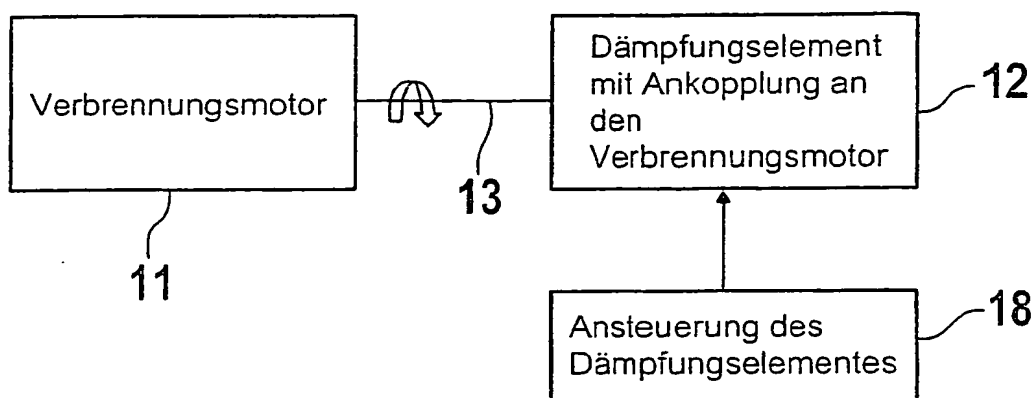 Verbrennungsmotor
Dämpfungselement
mit Ankopplung an
den
Verbrennungsmotor
12
13
11
Ansteuerung des
Dämpfungselementes
18